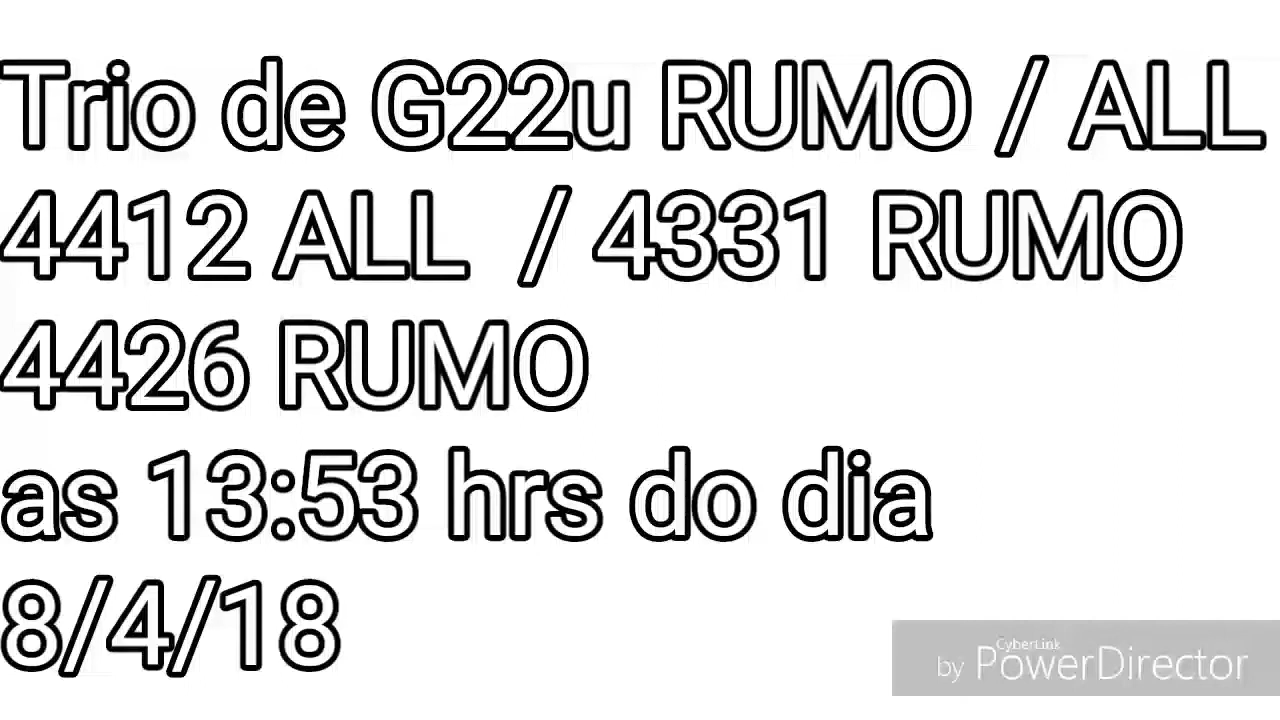 Trio de G22u RUMO / ALL
4412 ALL / 4331 RUMO
4426 RUMO
as 13:53 hrs do dia
8/4/18
CyberLink
by PowerDirector